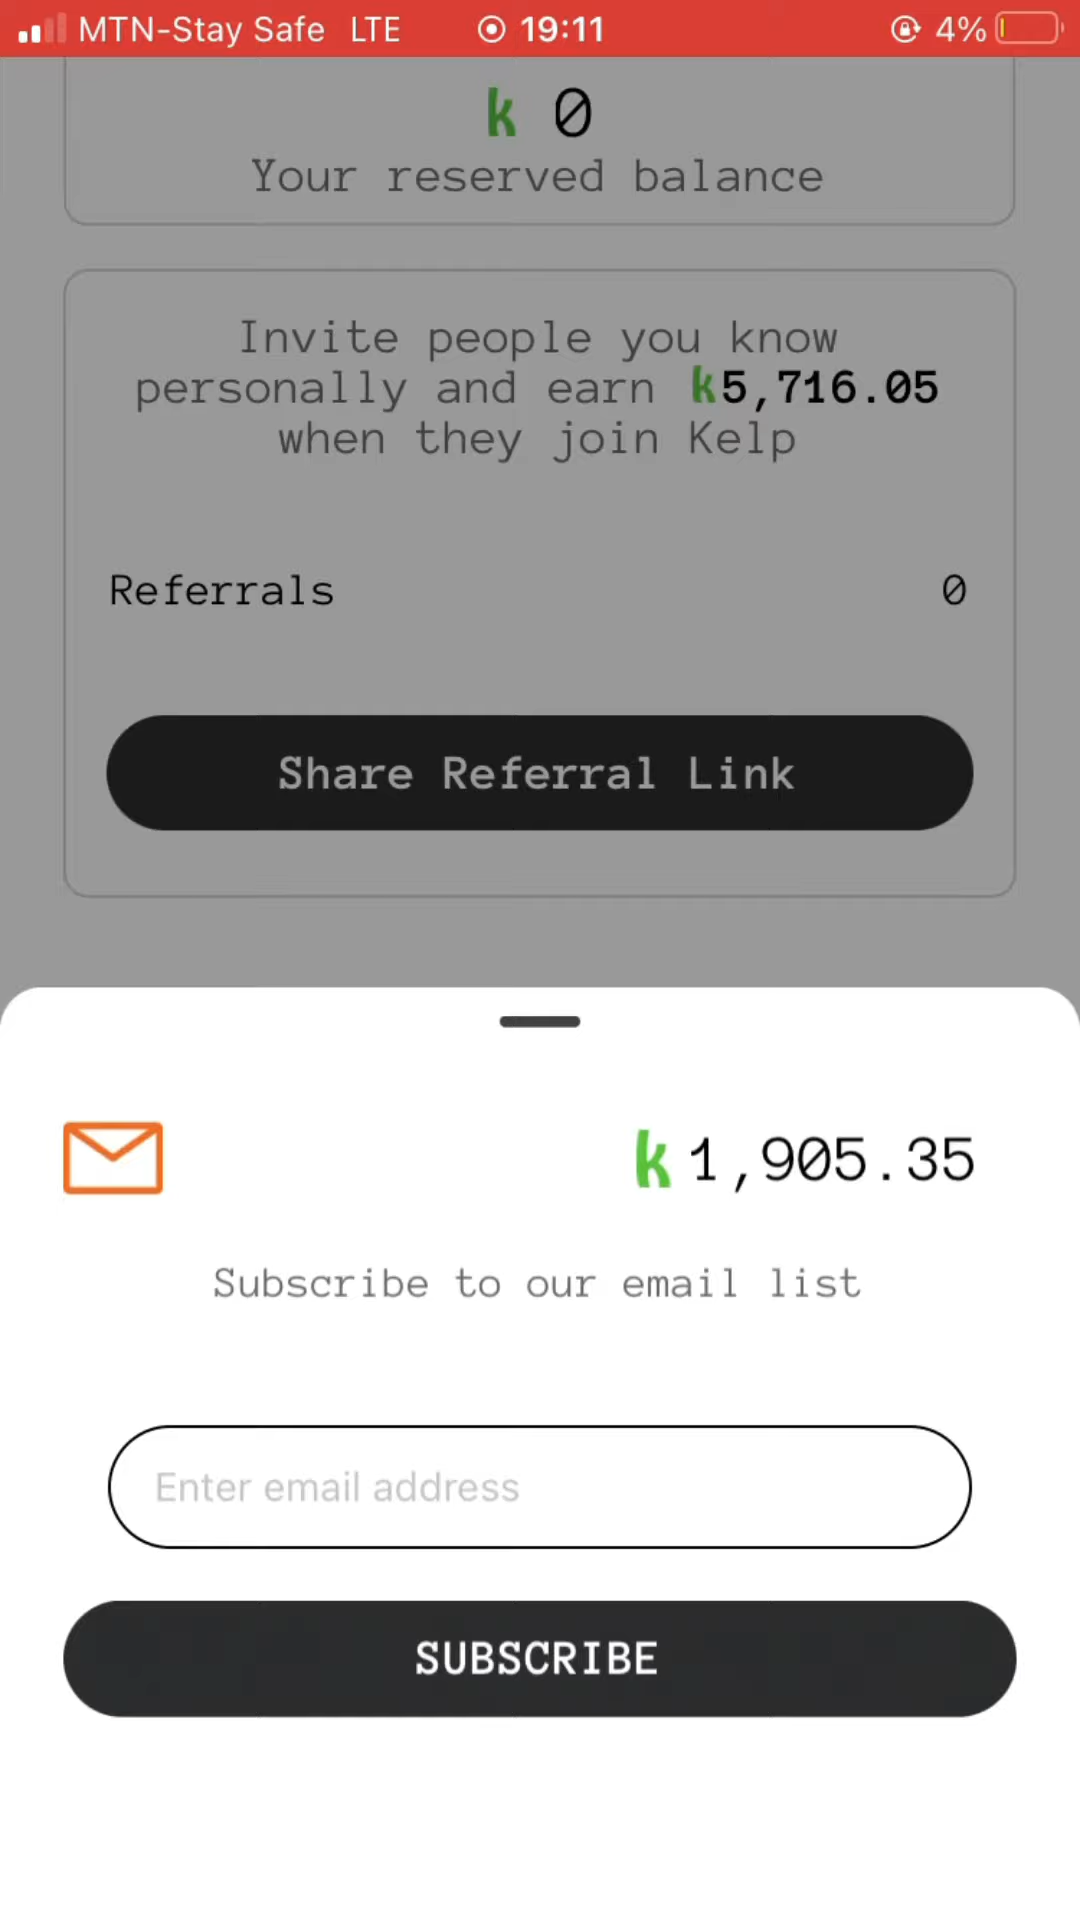 MTN-Stay Safe LTE 19:11 4%
k 0
Your reserved balance
Invite people you know
personally and earn k5,716.05
when they join Kelp
Referrals 0
Share Referral Link
k 1,905.35
Subscribe to our email list
Enter email address
SUBSCRIBE